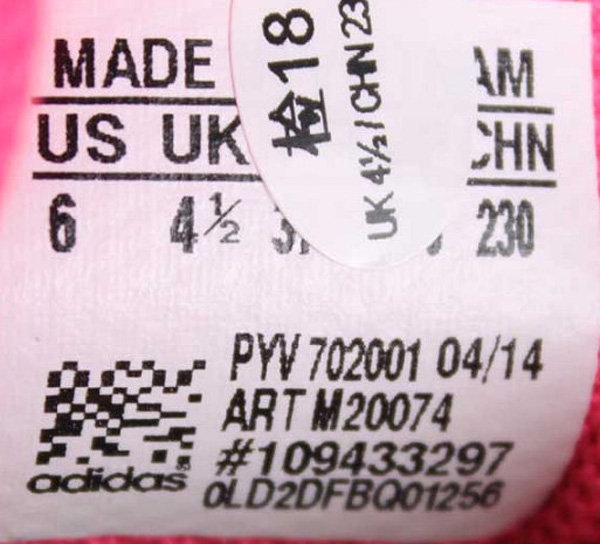 MADE AM
US UK CHN
6 4½ 230
检18
UK 4½ / CHN 23
PYV 702001 04/14
ART M20074
#109433297
0LD2DFBQ01256
adidas